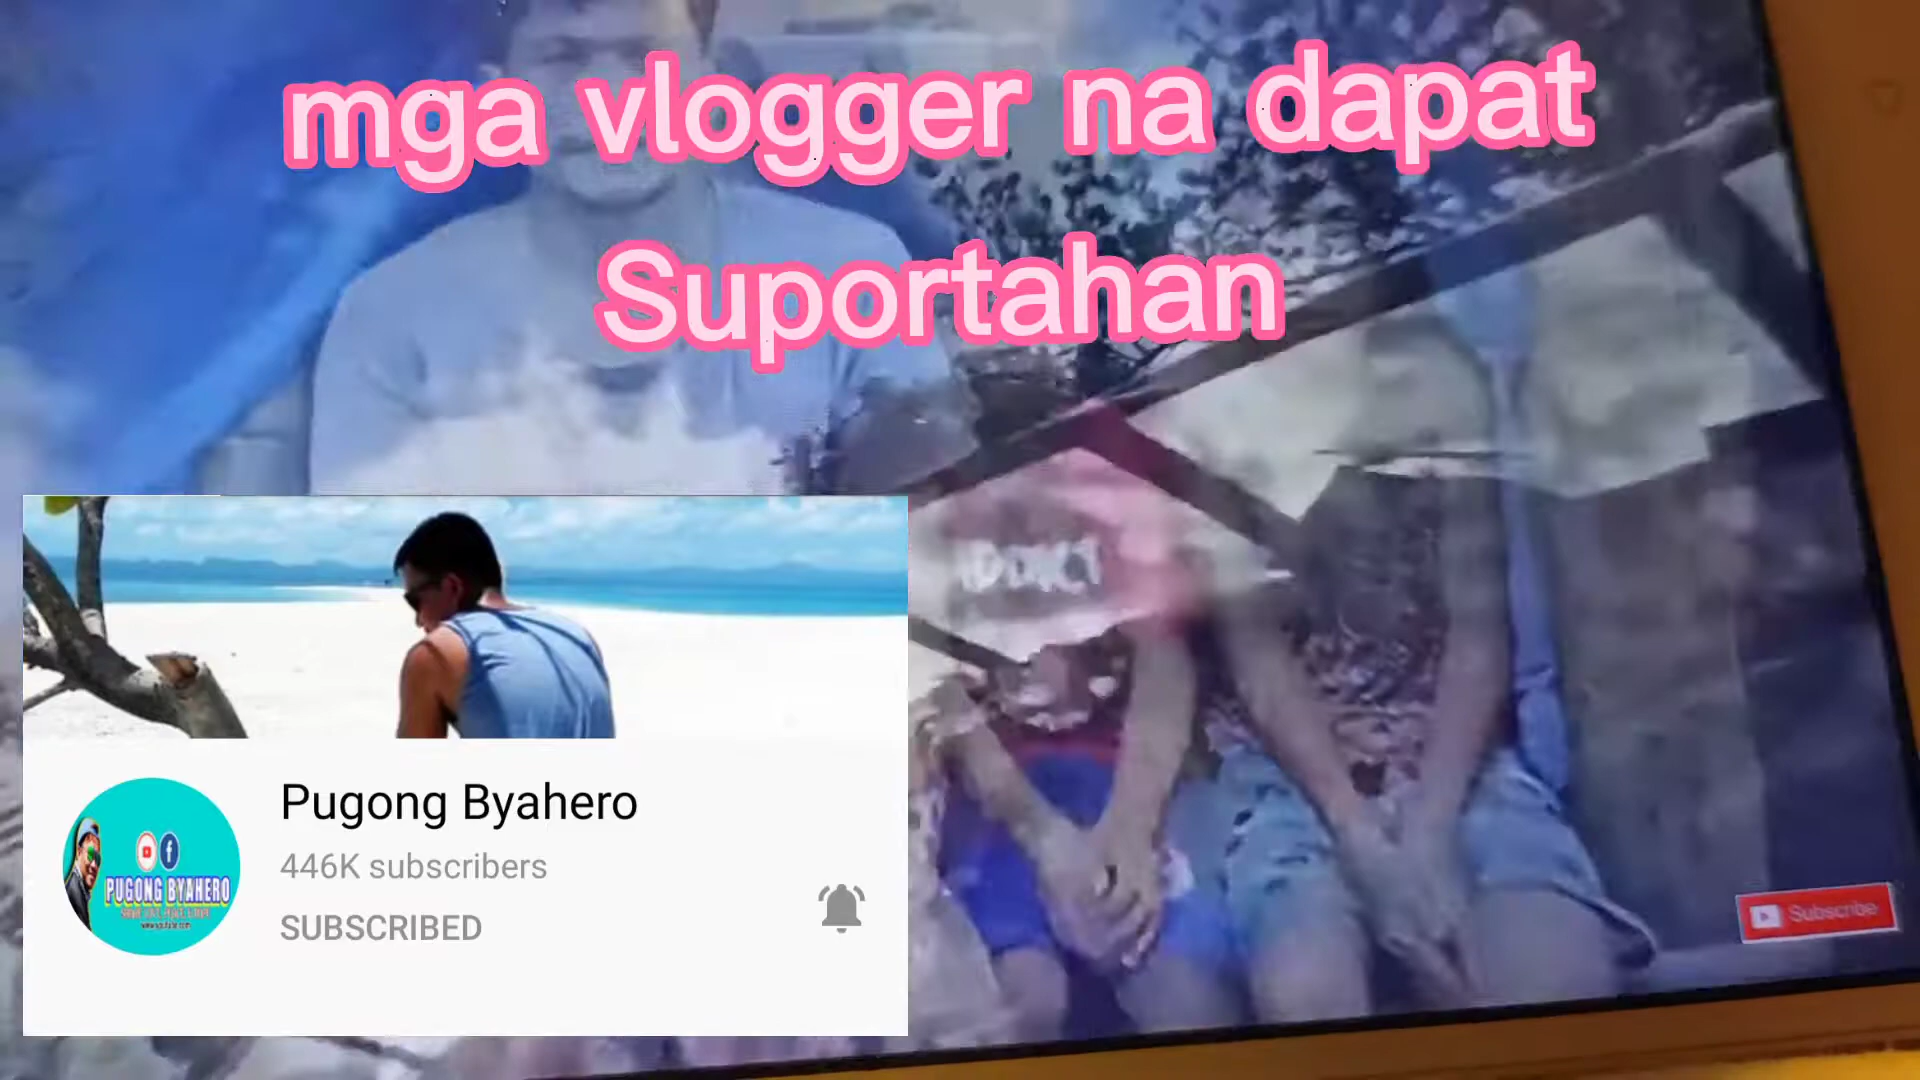 mga vlogger na dapat
Suportahan
Pugong Byahero
446K subscribers
SUBSCRIBED
PUGONG BYAHERO
Subscribe